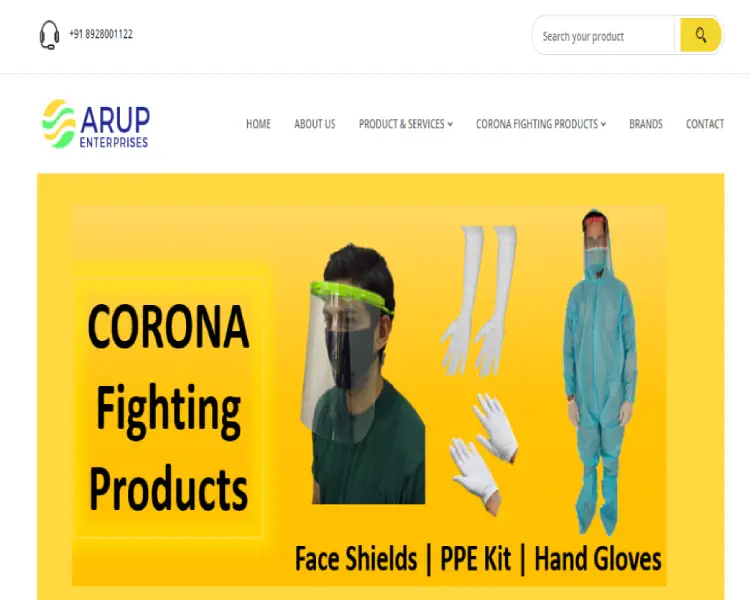 +91 8928001122
Search your product
ARUP
ENTERPRISES
HOME ABOUT US PRODUCT & SERVICES CORONA FIGHTING PRODUCTS BRANDS CONTACT
CORONA
Fighting
Products
Face Shields | PPE Kit | Hand Gloves